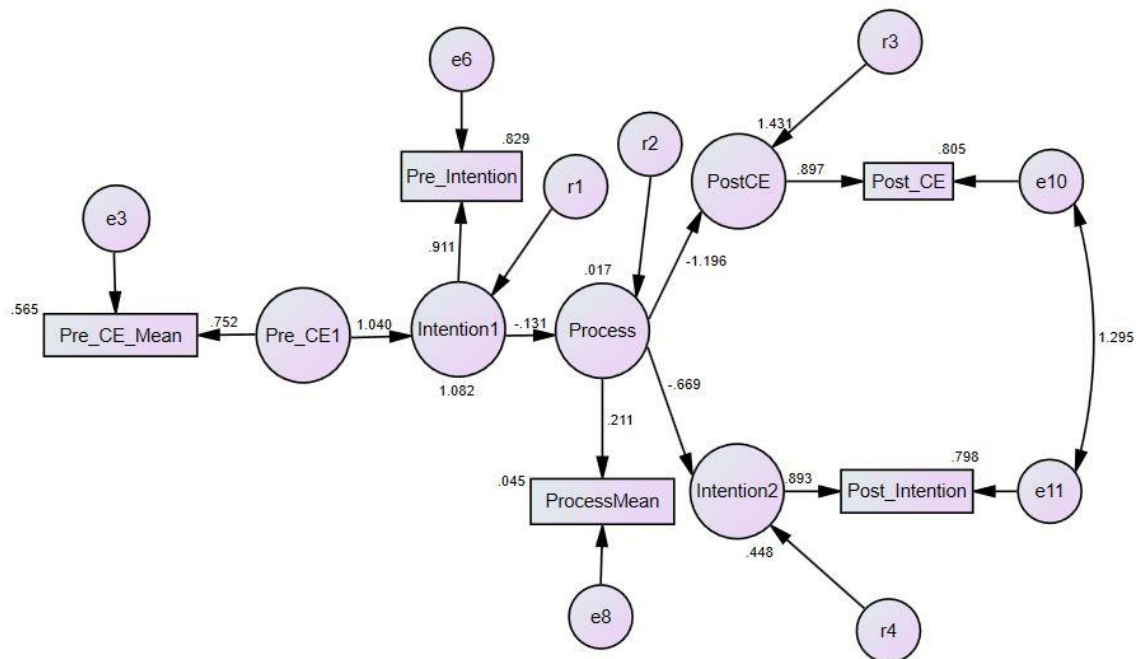 r3
e6
1.431
.829
r2
.805
Pre_Intention
r1
PostCE
.897
Post_CE
e10
e3
.911
-1.196
.017
.565
Pre_CE_Mean
.752
Pre_CE1
1.040
Intention1
-.131
Process
1.295
1.082
-.669
.211
.798
.045
ProcessMean
Intention2
.893
Post_Intention
e11
.448
e8
r4